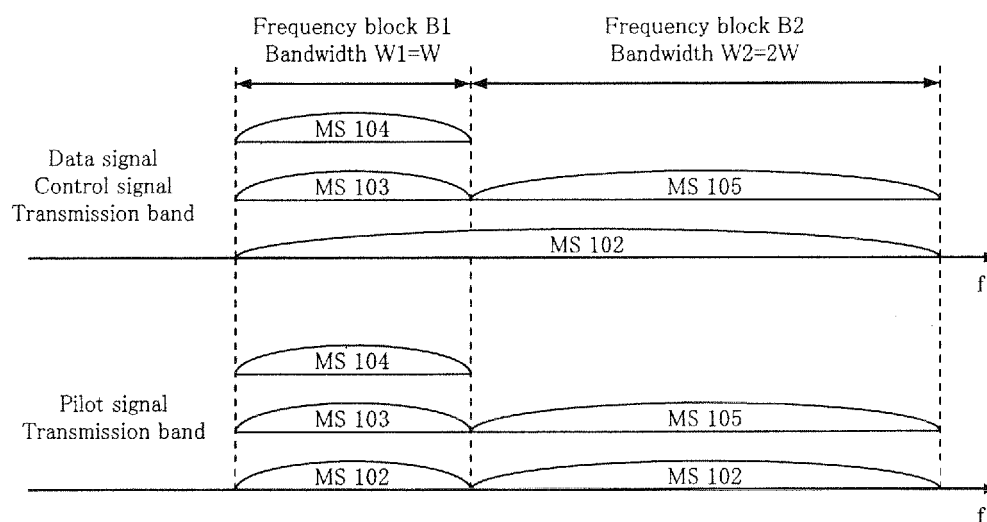 Frequency block B1
Bandwidth W1=W
Frequency block B2
Bandwidth W2=2W
MS 104
Data signal
Control signal
Transmission band
MS 103
MS 105
MS 102
f
MS 104
Pilot signal
Transmission band
MS 103
MS 105
MS 102
MS 102
f